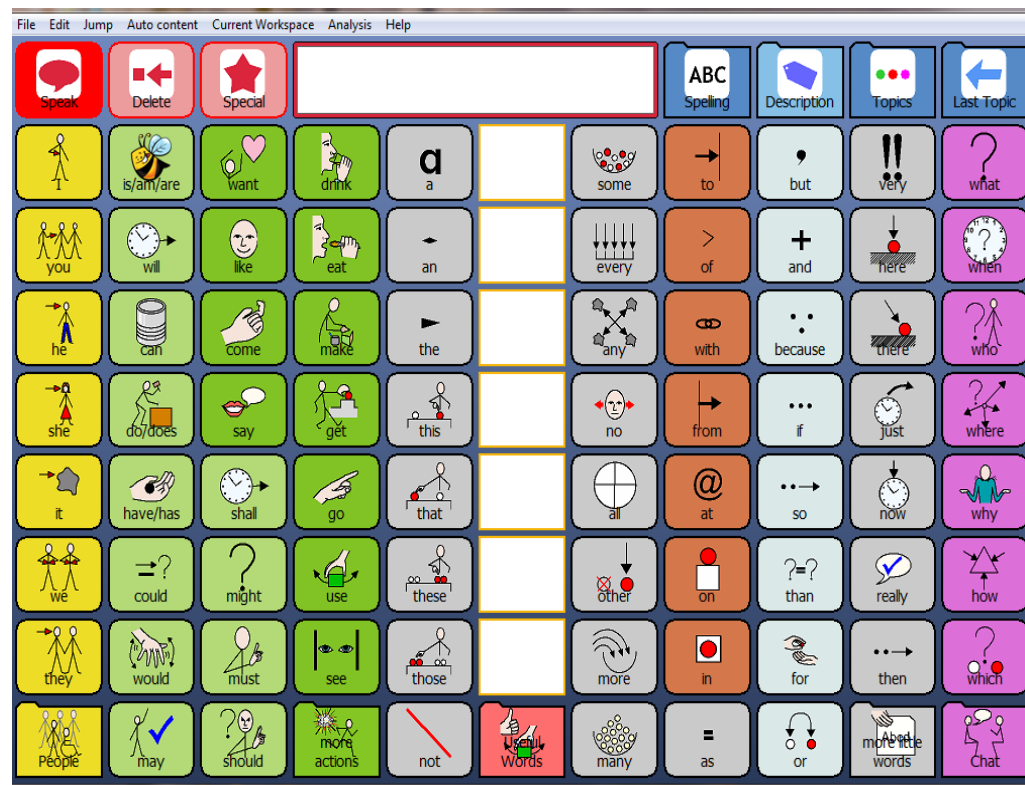 File Edit Jump Auto content Current Workspace Analysis Help
ABC
Speak Delete Special Spelling Description Topics Last Topic
a
I is/am/are want drink a some to but very what
you will like eat an every of and here when
he can come make the any with because there who
she do/does say get this no from if just where
@
it have/has shall go that all at so now why
we could might use these other on than really how
they would must see those more in for then which
Abcd
People may should more actions not Useful Words many as or more little words Chat